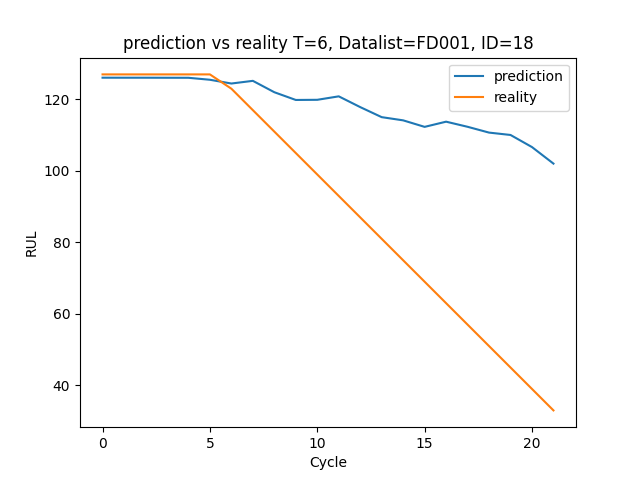 prediction vs reality T=6, Datalist=FD001, ID=18
prediction
reality
RUL
120
100
80
60
40
0
5
10
15
20
Cycle